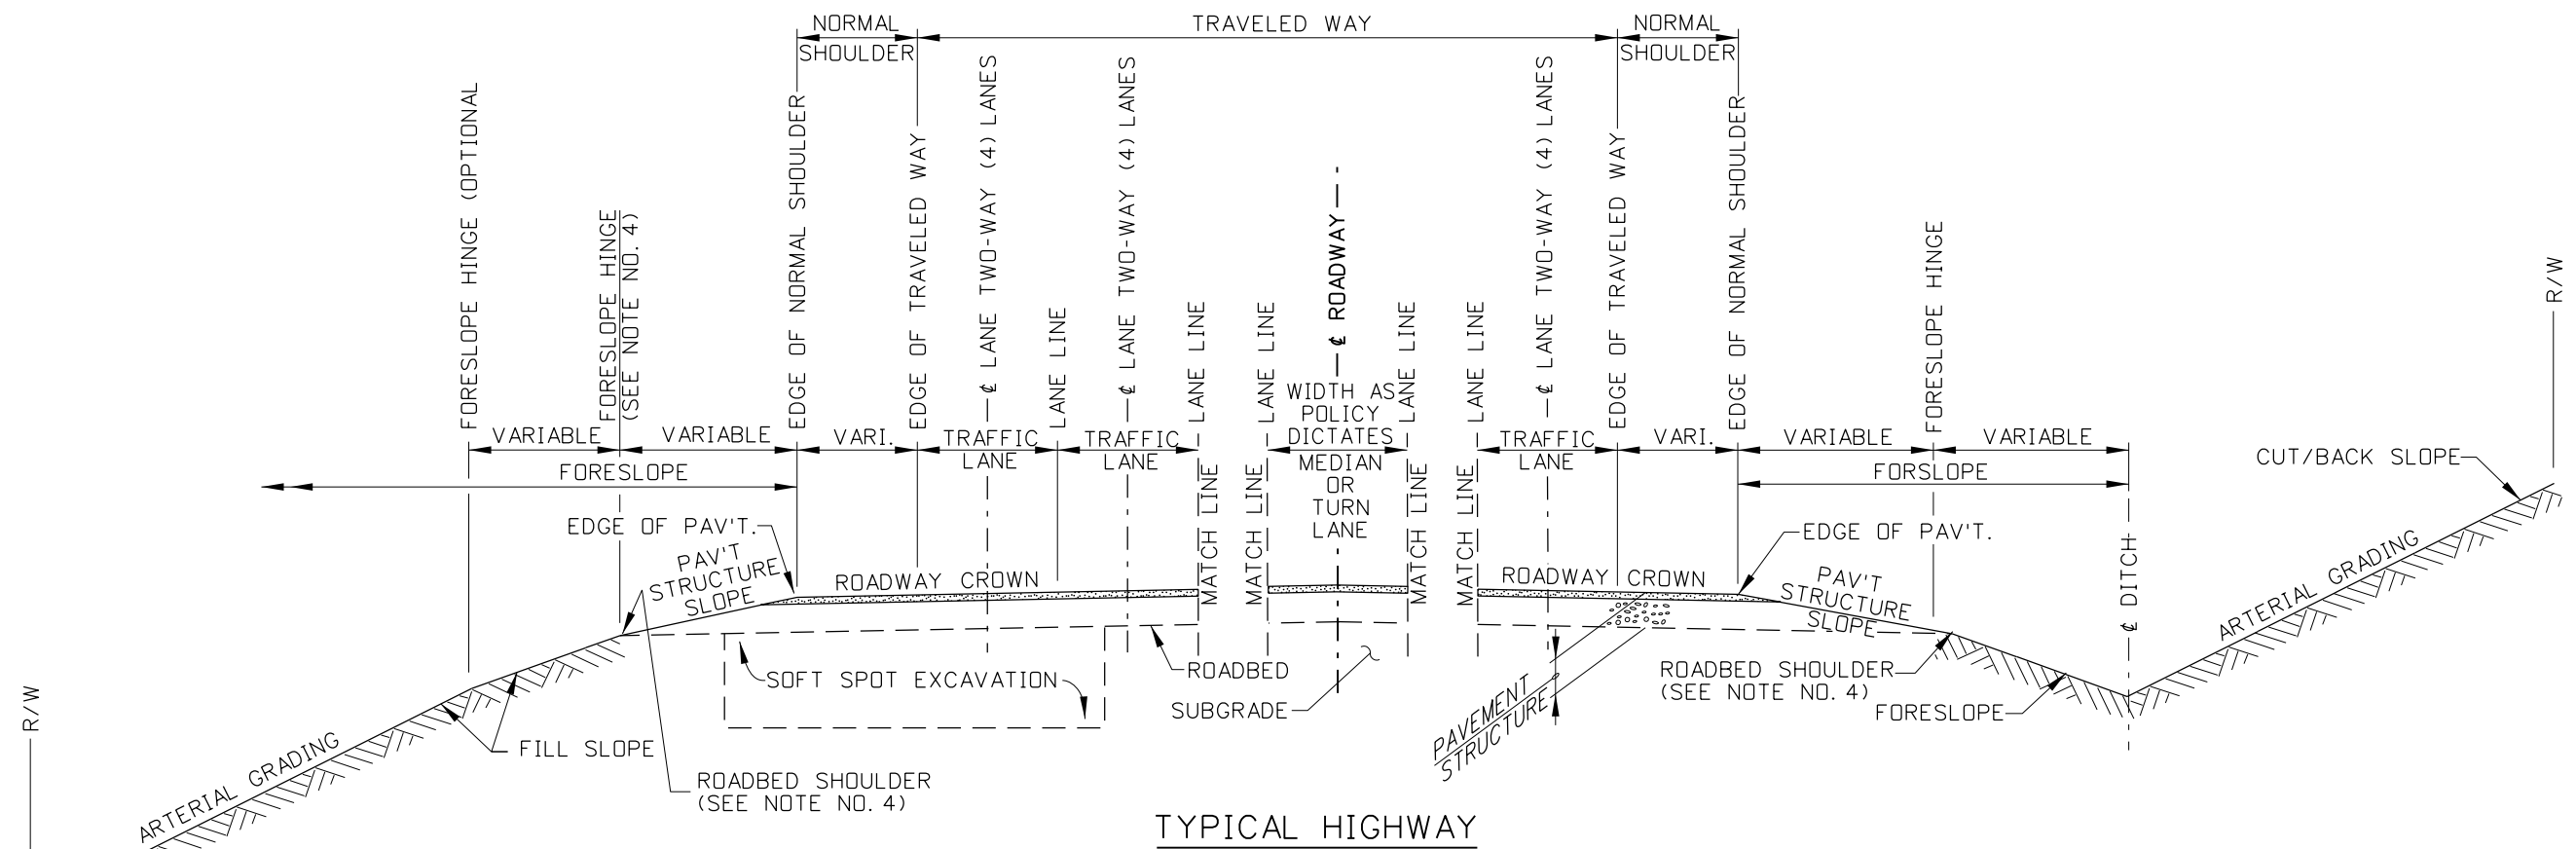 NORMAL
SHOULDER
TRAVELED WAY
NORMAL
SHOULDER
FORESLOPE HINGE (OPTIONAL
FORESLOPE HINGE
(SEE NOTE NO. 4)
EDGE OF NORMAL SHOULDER
EDGE OF TRAVELED WAY
℄ LANE TWO-WAY (4) LANES
LANE LINE
℄ LANE TWO-WAY (4) LANES
LANE LINE
LANE LINE
℄ ROADWAY
LANE LINE
LANE LINE
℄ LANE TWO-WAY (4) LANES
EDGE OF TRAVELED WAY
EDGE OF NORMAL SHOULDER
FORESLOPE HINGE
R/W
VARIABLE
VARIABLE
VARI.
TRAFFIC
LANE
TRAFFIC
LANE
WIDTH AS
POLICY
DICTATES
MEDIAN
OR
TURN
LANE
TRAFFIC
LANE
VARI.
VARIABLE
VARIABLE
FORESLOPE
FORSLOPE
CUT/BACK SLOPE
MATCH LINE
MATCH LINE
MATCH LINE
MATCH LINE
EDGE OF PAV'T.
EDGE OF PAV'T.
PAV'T
STRUCTURE
SLOPE
ROADWAY CROWN
ROADWAY CROWN
PAV'T
STRUCTURE
SLOPE
℄ DITCH
ARTERIAL GRADING
SOFT SPOT EXCAVATION
ROADBED
SUBGRADE
ROADBED SHOULDER
(SEE NOTE NO. 4)
FORESLOPE
PAVEMENT
STRUCTURE
R/W
FILL SLOPE
ARTERIAL GRADING
ROADBED SHOULDER
(SEE NOTE NO. 4)
TYPICAL HIGHWAY